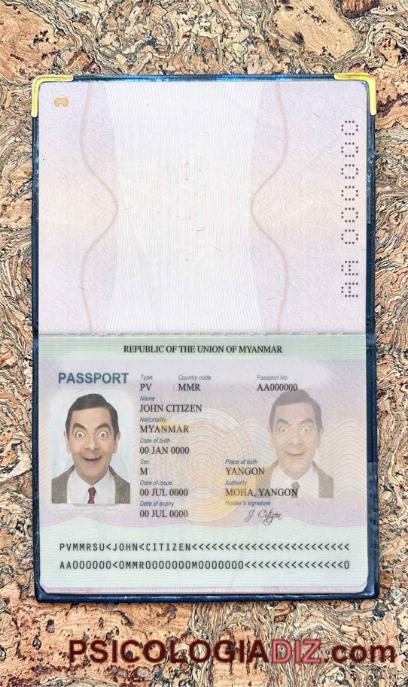 AA 000000
REPUBLIC OF THE UNION OF MYANMAR
PASSPORT
Type Country code Passport No
PV MMR AA000000
Name
JOHN CITIZEN
Nationality
MYANMAR
Date of birth
00 JAN 0000
Sex Place of birth
M YANGON
Date of issue Authority
00 JUL 0000 MOHA, YANGON
Date of expiry Holder's signature
00 JUL 0000 J. Citizen
PVMMRSU<JOHN<CITIZEN<<<<<<<<<<<<<<<<<<<<<<<<
AA000000<0MMR0000000M0000000<<<<<<<<<<<<<<<0
PSICOLOGIADIZ.com